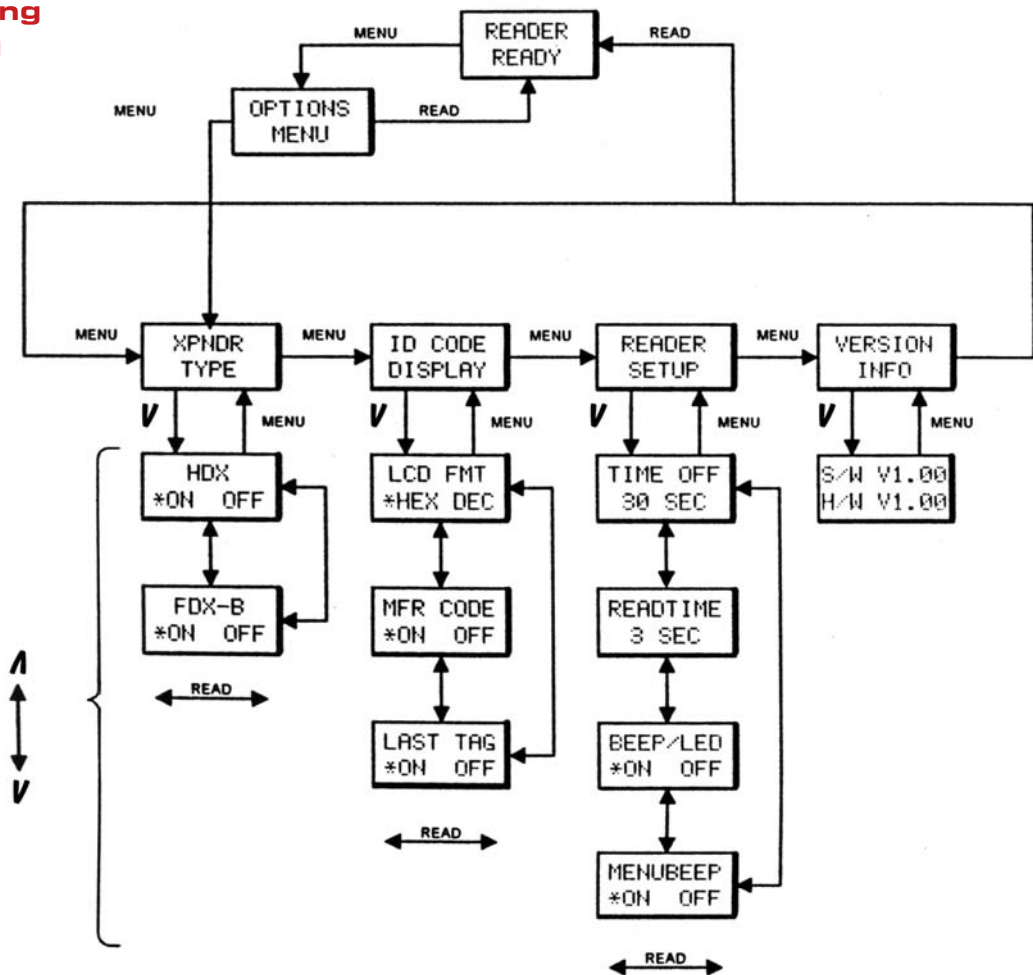 ng
MENU
READER
READY
READ
MENU
OPTIONS
MENU
READ
MENU
XPNDR
TYPE
MENU
ID CODE
DISPLAY
MENU
READER
SETUP
MENU
VERSION
INFO
V
MENU
V
MENU
V
MENU
V
MENU
HDX
*ON OFF
LCD FMT
*HEX DEC
TIME OFF
30 SEC
S/W V1.00
H/W V1.00
FDX-B
*ON OFF
MFR CODE
*ON OFF
READTIME
3 SEC
Λ
V
READ
LAST TAG
*ON OFF
BEEP/LED
*ON OFF
READ
MENUBEEP
*ON OFF
READ